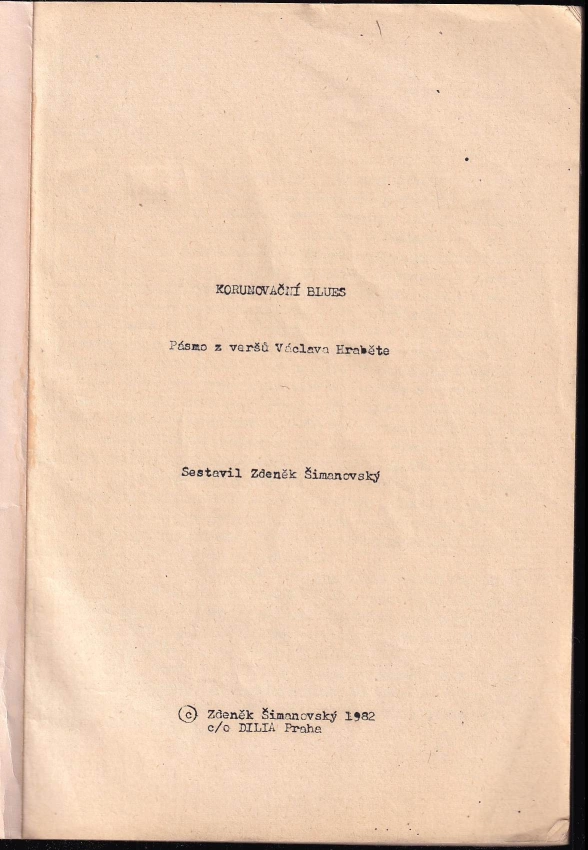 KORUNOVAČNÍ BLUES
Pásmo z veršů Václava Hraběte
Sestavil Zdeněk Šimanovský
© Zdeněk Šimanovský 1982
c/o DILIA Praha